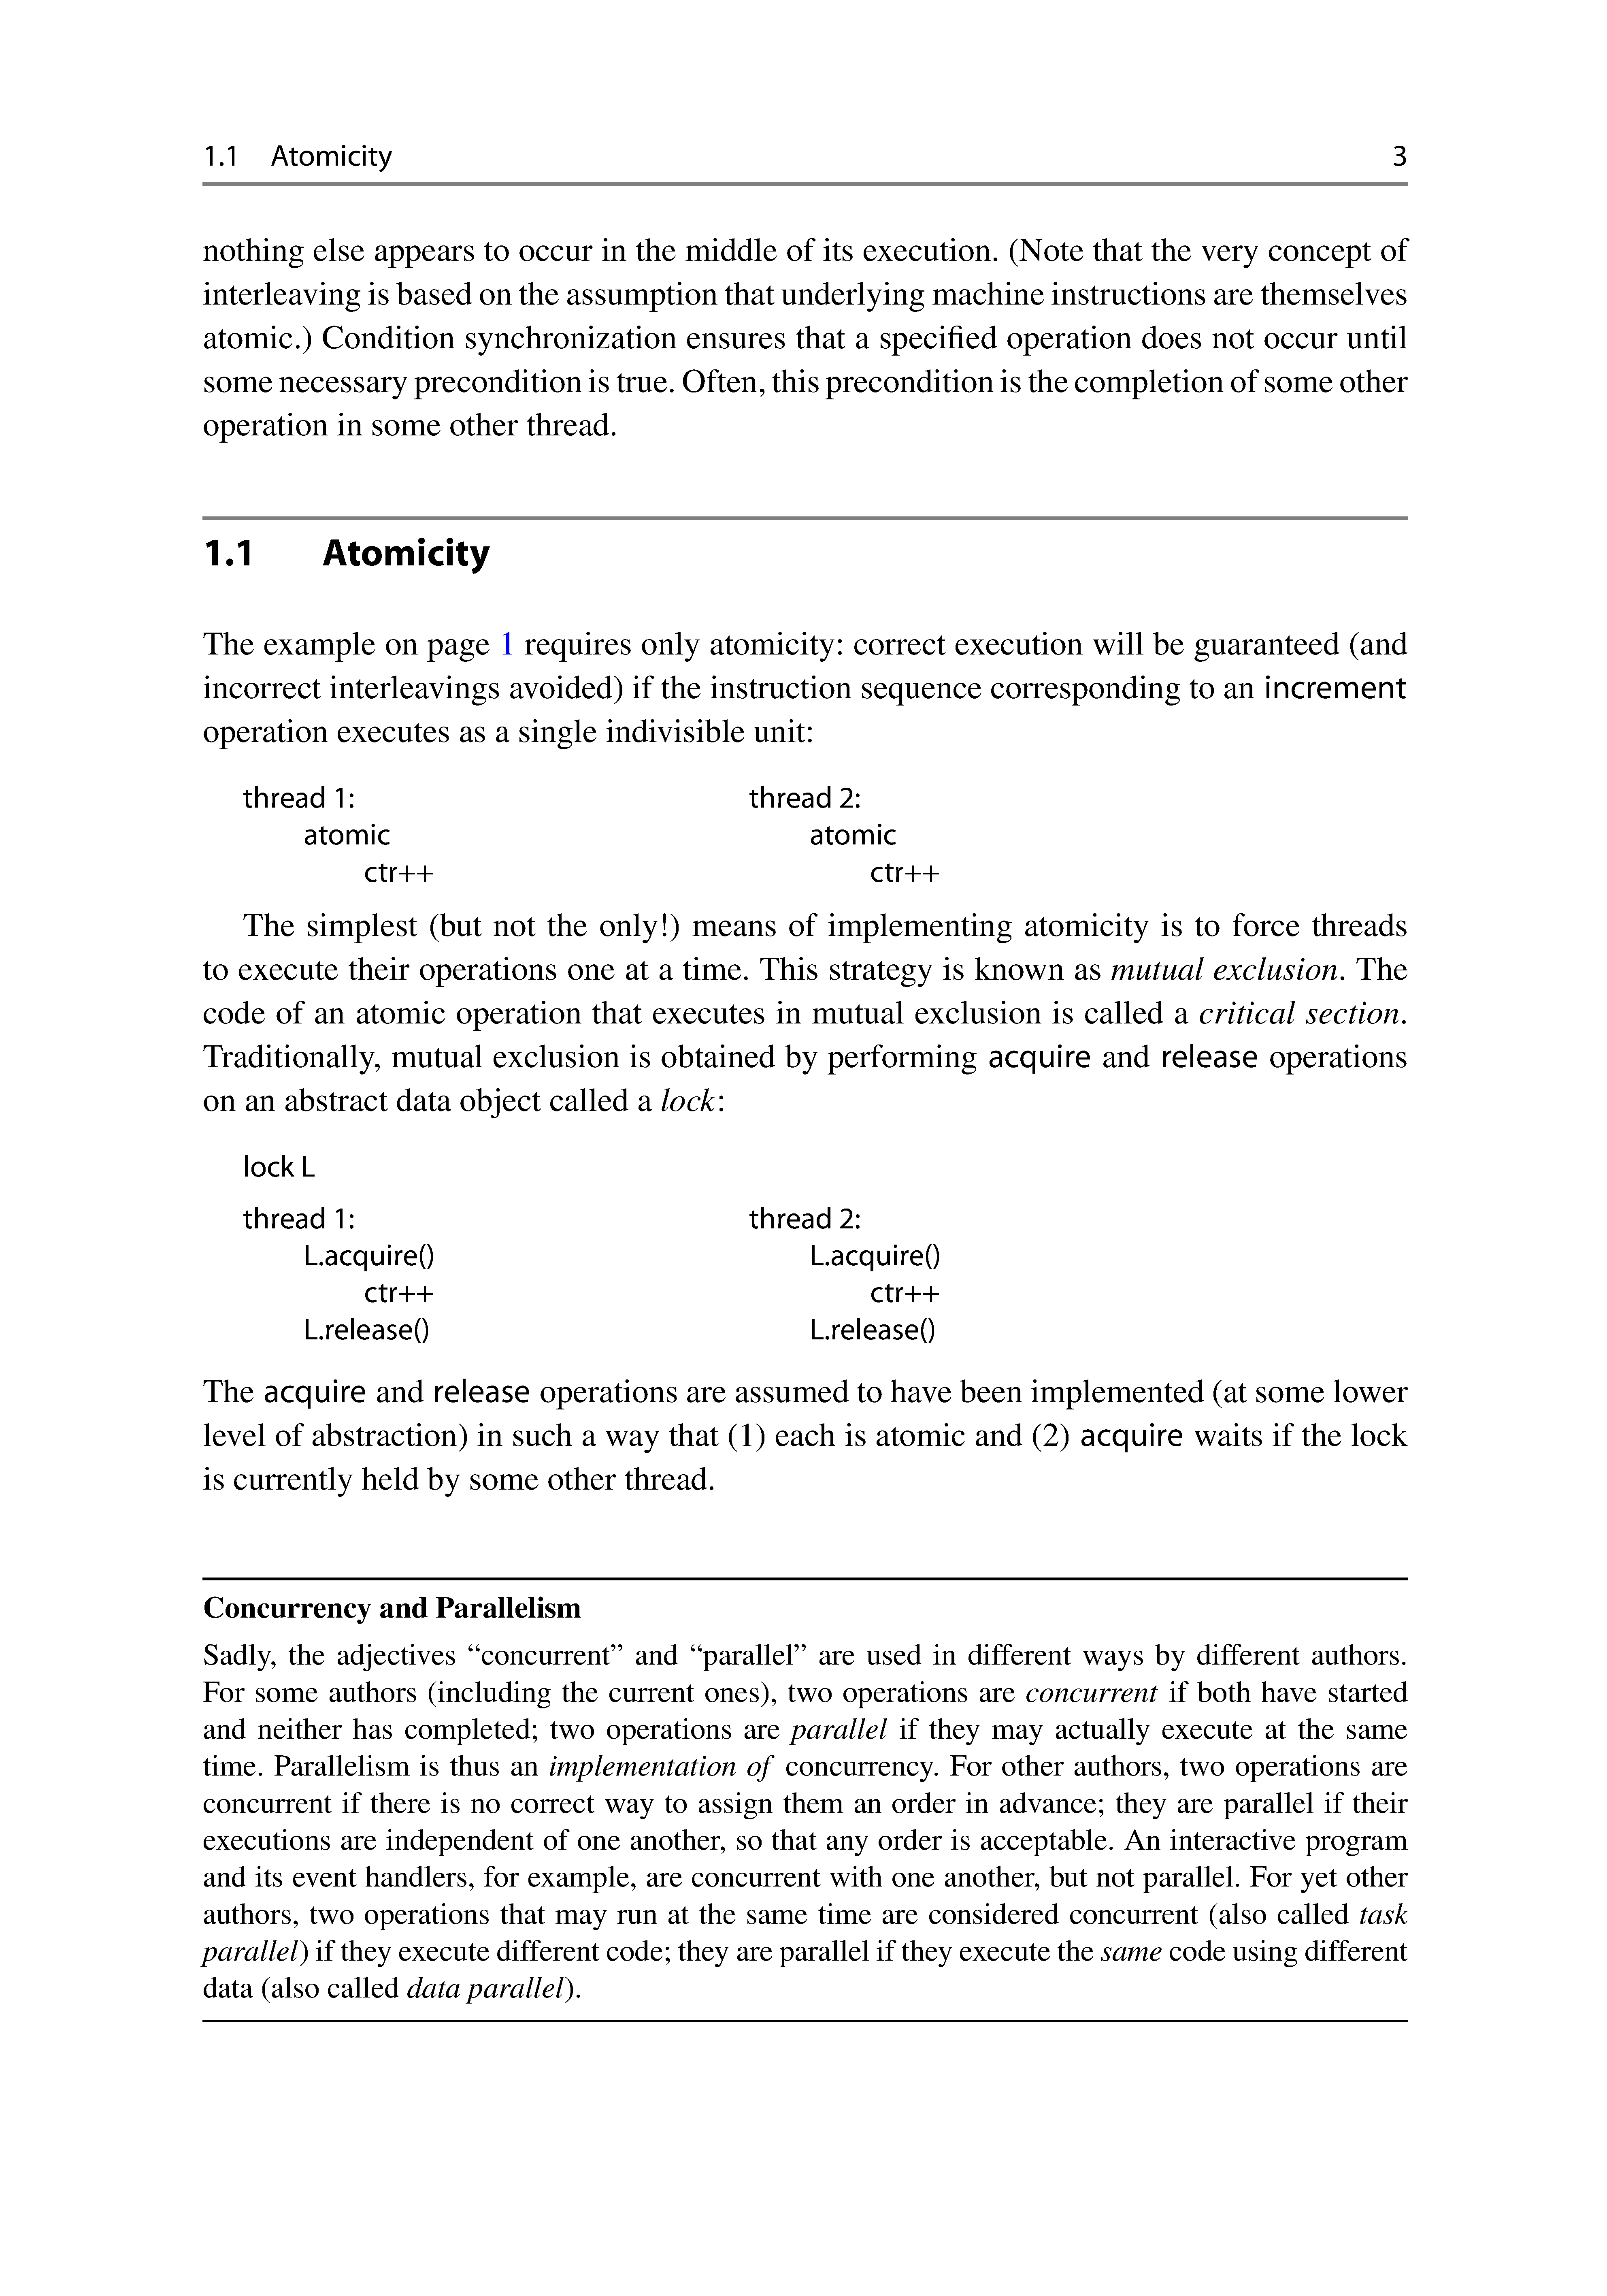 1.1 Atomicity 3
nothing else appears to occur in the middle of its execution. (Note that the very concept of
interleaving is based on the assumption that underlying machine instructions are themselves
atomic.) Condition synchronization ensures that a specified operation does not occur until
some necessary precondition is true. Often, this precondition is the completion of some other
operation in some other thread.
1.1 Atomicity
The example on page 1 requires only atomicity: correct execution will be guaranteed (and
incorrect interleavings avoided) if the instruction sequence corresponding to an increment
operation executes as a single indivisible unit:
thread 1: thread 2:
atomic atomic
ctr++ ctr++
The simplest (but not the only!) means of implementing atomicity is to force threads
to execute their operations one at a time. This strategy is known as mutual exclusion. The
code of an atomic operation that executes in mutual exclusion is called a critical section.
Traditionally, mutual exclusion is obtained by performing acquire and release operations
on an abstract data object called a lock:
lock L
thread 1: thread 2:
L.acquire() L.acquire()
ctr++ ctr++
L.release() L.release()
The acquire and release operations are assumed to have been implemented (at some lower
level of abstraction) in such a way that (1) each is atomic and (2) acquire waits if the lock
is currently held by some other thread.
Concurrency and Parallelism
Sadly, the adjectives “concurrent” and “parallel” are used in different ways by different authors.
For some authors (including the current ones), two operations are concurrent if both have started
and neither has completed; two operations are parallel if they may actually execute at the same
time. Parallelism is thus an implementation of concurrency. For other authors, two operations are
concurrent if there is no correct way to assign them an order in advance; they are parallel if their
executions are independent of one another, so that any order is acceptable. An interactive program
and its event handlers, for example, are concurrent with one another, but not parallel. For yet other
authors, two operations that may run at the same time are considered concurrent (also called task
parallel) if they execute different code; they are parallel if they execute the same code using different
data (also called data parallel).